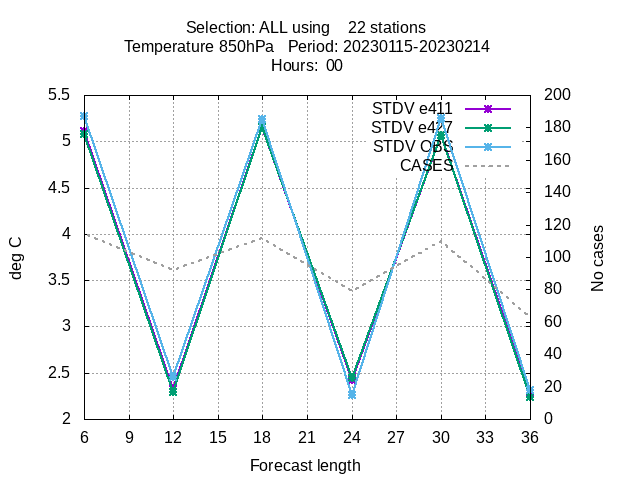 Selection: ALL using 22 stations
Temperature 850hPa Period: 20230115-20230214
Hours: 00
5.5
5
4.5
4
3.5
3
2.5
2
deg C
200
180
160
140
120
100
80
60
40
20
0
No cases
STDV e411
STDV e427
STDV OBS
CASES
6 9 12 15 18 21 24 27 30 33 36
Forecast length